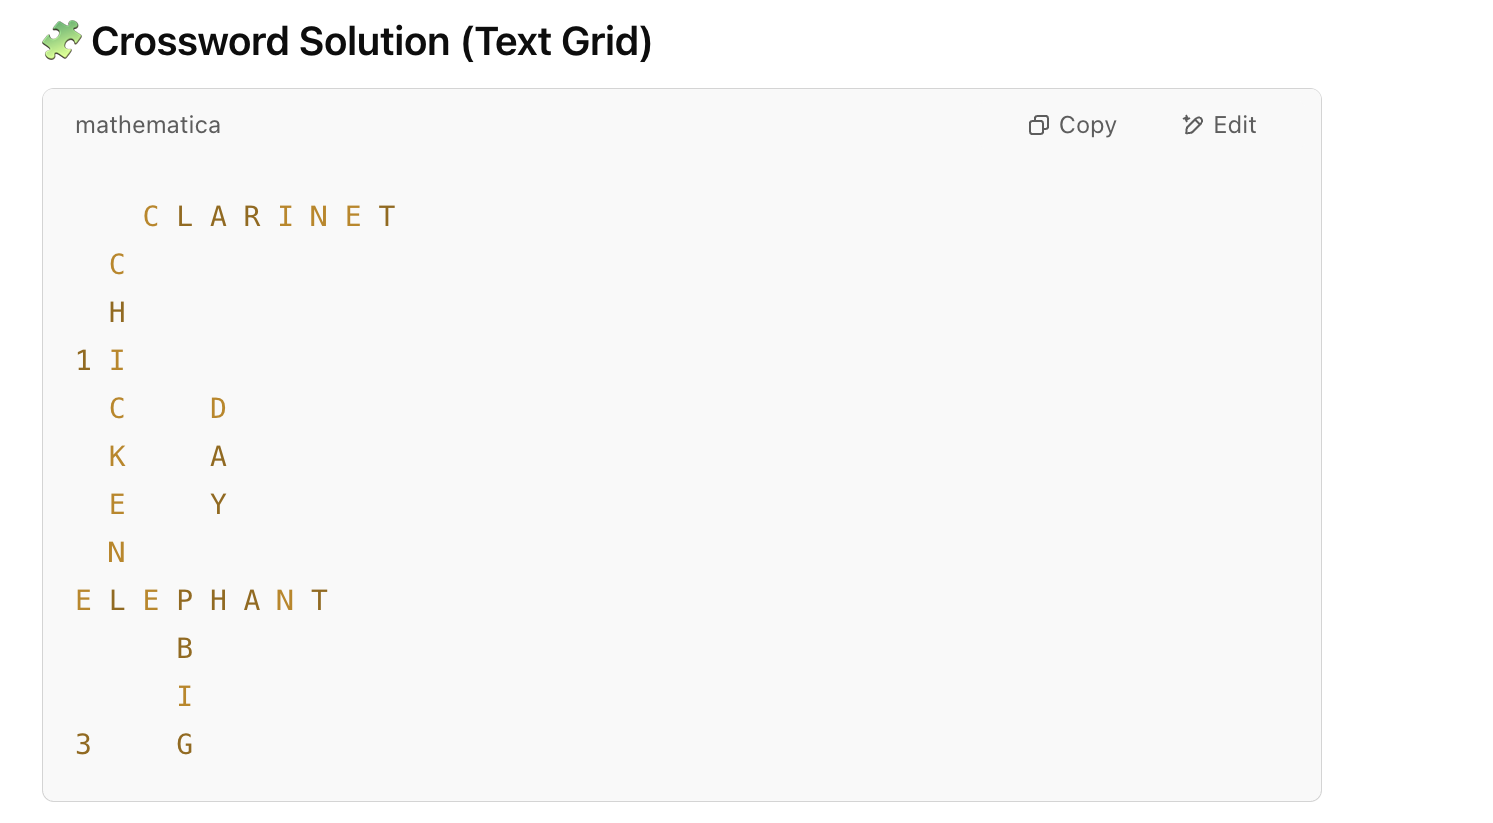 🧩 Crossword Solution (Text Grid)
mathematica Copy Edit
    C L A R I N E T
  C
  H
1 I
  C     D
  K     A
  E     Y
  N
E L E P H A N T
      B
      I
3     G